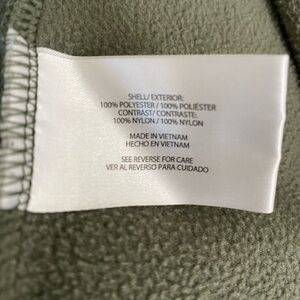 SHELL/ EXTERIOR:
100% POLYESTER / 100% POLIÉSTER
CONTRAST/ CONTRASTE:
100% NYLON / 100% NYLON
MADE IN VIETNAM
HECHO EN VIETNAM
SEE REVERSE FOR CARE
VER AL REVERSO PARA CUIDADO